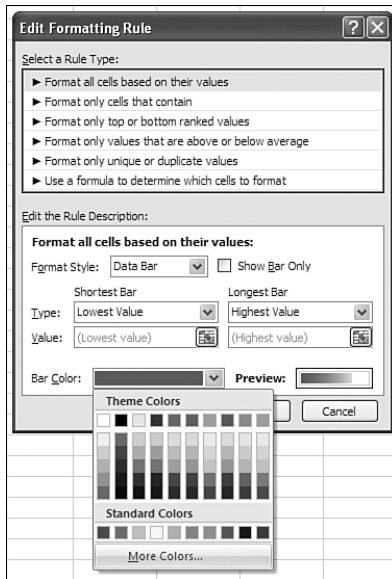 Edit Formatting Rule
Select a Rule Type:
► Format all cells based on their values
► Format only cells that contain
► Format only top or bottom ranked values
► Format only values that are above or below average
► Format only unique or duplicate values
► Use a formula to determine which cells to format
Edit the Rule Description:
Format all cells based on their values:
Format Style: Data Bar Show Bar Only
Shortest Bar Longest Bar
Type: Lowest Value Highest Value
Value: (Lowest value) (Highest value)
Bar Color: Preview:
Theme Colors
Cancel
Standard Colors
More Colors...